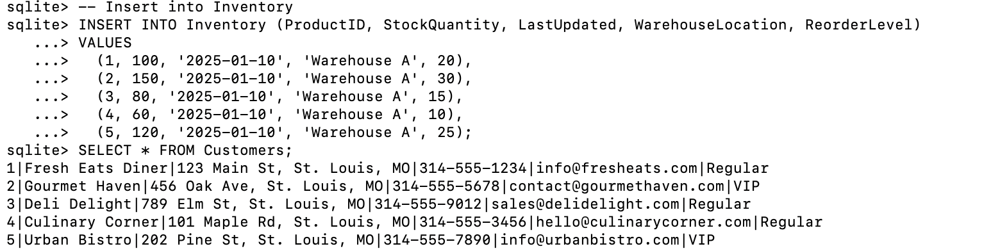 sqlite> -- Insert into Inventory
sqlite> INSERT INTO Inventory (ProductID, StockQuantity, LastUpdated, WarehouseLocation, ReorderLevel)
   ...> VALUES
   ...>   (1, 100, '2025-01-10', 'Warehouse A', 20),
   ...>   (2, 150, '2025-01-10', 'Warehouse A', 30),
   ...>   (3, 80, '2025-01-10', 'Warehouse A', 15),
   ...>   (4, 60, '2025-01-10', 'Warehouse A', 10),
   ...>   (5, 120, '2025-01-10', 'Warehouse A', 25);
sqlite> SELECT * FROM Customers;
1|Fresh Eats Diner|123 Main St, St. Louis, MO|314-555-1234|info@fresheats.com|Regular
2|Gourmet Haven|456 Oak Ave, St. Louis, MO|314-555-5678|contact@gourmethaven.com|VIP
3|Deli Delight|789 Elm St, St. Louis, MO|314-555-9012|sales@delidelight.com|Regular
4|Culinary Corner|101 Maple Rd, St. Louis, MO|314-555-3456|hello@culinarycorner.com|Regular
5|Urban Bistro|202 Pine St, St. Louis, MO|314-555-7890|info@urbanbistro.com|VIP